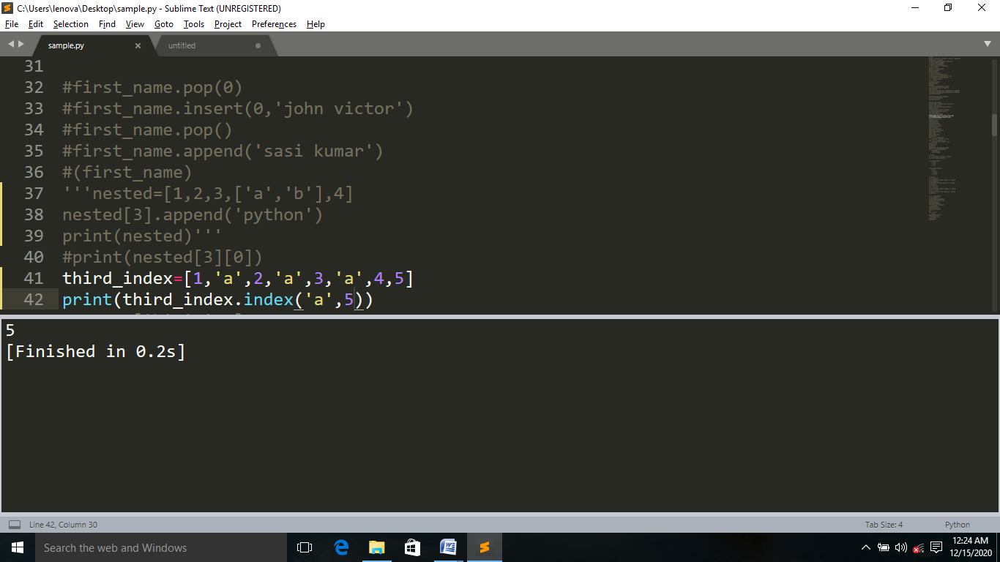 C:\Users\lenova\Desktop\sample.py - Sublime Text (UNREGISTERED)
File Edit Selection Find View Goto Tools Project Preferences Help
sample.py untitled
31
32 #first_name.pop(0)
33 #first_name.insert(0,'john victor')
34 #first_name.pop()
35 #first_name.append('sasi kumar')
36 #(first_name)
37 '''nested=[1,2,3,['a','b'],4]
38 nested[3].append('python')
39 print(nested)'''
40 #print(nested[3][0])
41 third_index=[1,'a',2,'a',3,'a',4,5]
42 print(third_index.index('a',5))
5
[Finished in 0.2s]
Line 42, Column 30 Tab Size: 4 Python
Search the web and Windows
12:24 AM
12/15/2020